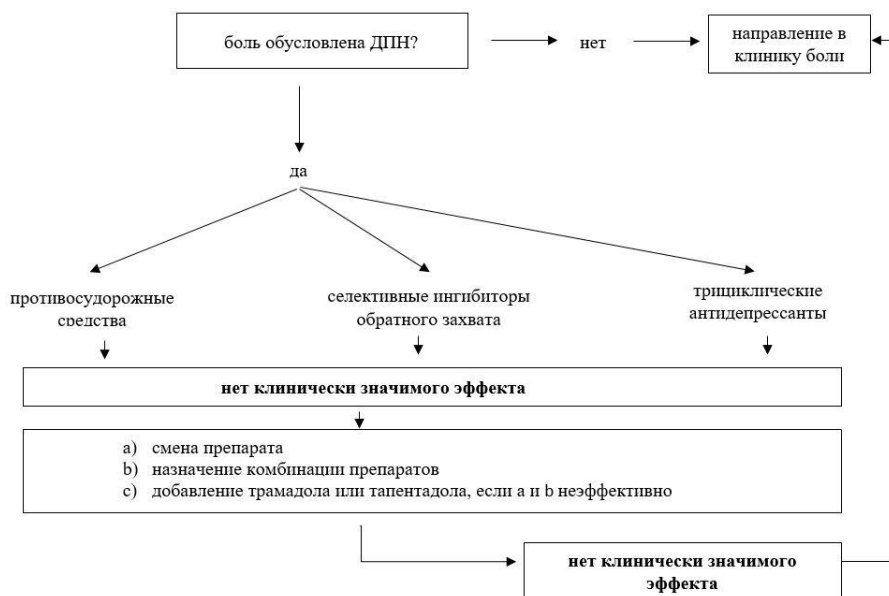 боль обусловлена ДПН?
нет
направление в
клинику боли
да
противосудорожные
средства
селективные ингибиторы
обратного захвата
трициклические
антидепрессанты
нет клинически значимого эффекта
a) смена препарата
b) назначение комбинации препаратов
c) добавление трамадола или тапентадола, если a и b неэффективно
нет клинически значимого
эффекта